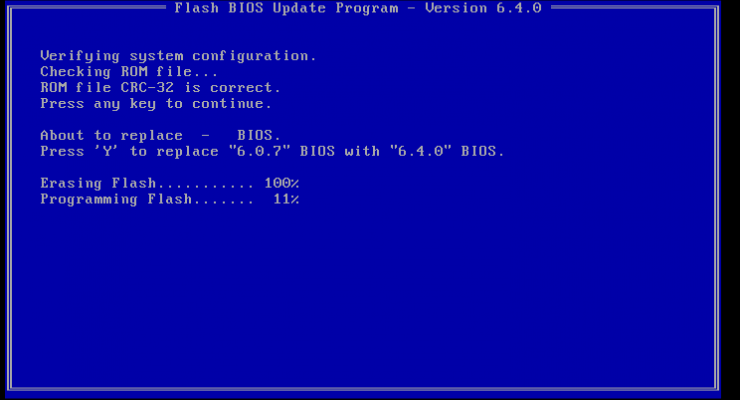 Flash BIOS Update Program - Version 6.4.0
Verifying system configuration.
Checking ROM file...
ROM file CRC-32 is correct.
Press any key to continue.
About to replace  -   BIOS.
Press 'Y' to replace "6.0.7" BIOS with "6.4.0" BIOS.
Erasing Flash........... 100%
Programming Flash.......  11%